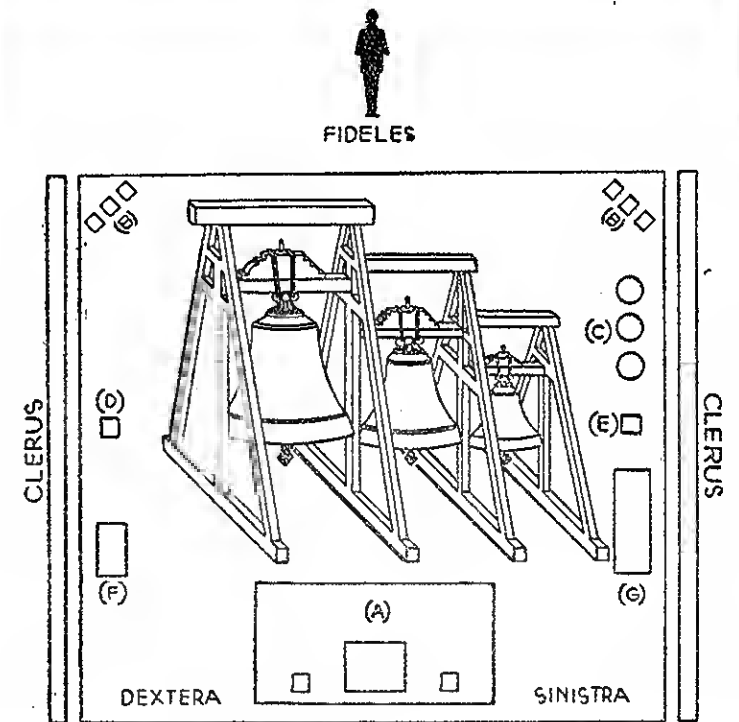 FIDELES
(B)
(B)
(C)
(D)
(E)
CLERUS
CLERUS
(F)
(G)
(A)
DEXTERA
SINISTRA